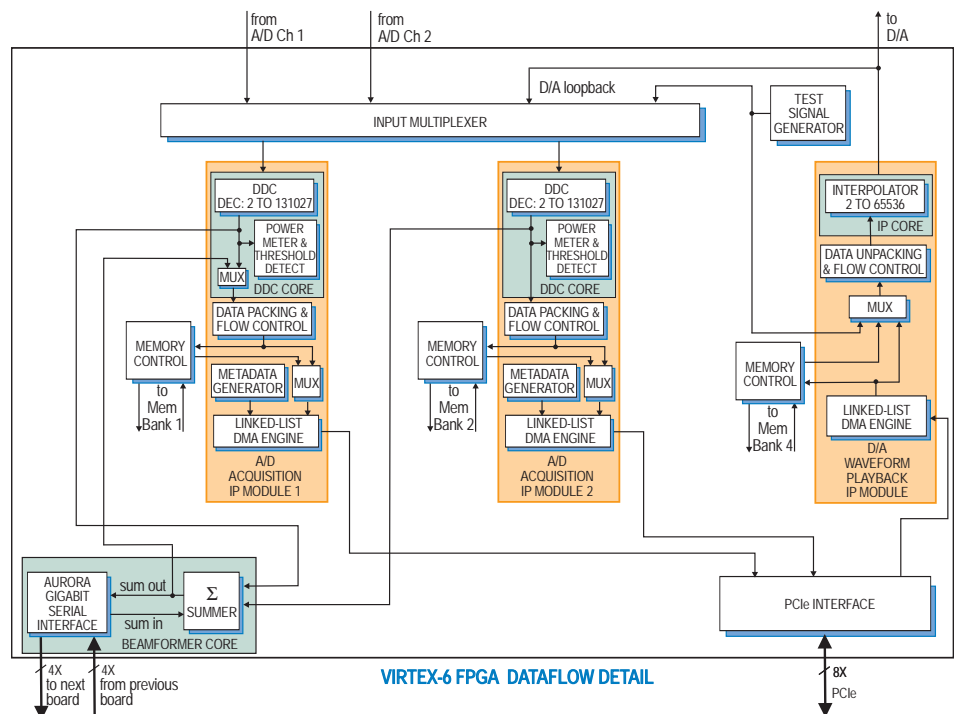 from
A/D Ch 1
from
A/D Ch 2
to
D/A
D/A loopback
INPUT MULTIPLEXER
TEST
SIGNAL
GENERATOR
DDC
DEC: 2 TO 131027
POWER
METER &
THRESHOLD
DETECT
MUX
DDC CORE
DATA PACKING &
FLOW CONTROL
MEMORY
CONTROL
METADATA
GENERATOR
MUX
to
Mem
Bank 1
LINKED-LIST
DMA ENGINE
A/D
ACQUISITION
IP MODULE 1
DDC
DEC: 2 TO 131027
POWER
METER &
THRESHOLD
DETECT
DDC CORE
DATA PACKING &
FLOW CONTROL
MEMORY
CONTROL
METADATA
GENERATOR
MUX
to
Mem
Bank 2
LINKED-LIST
DMA ENGINE
A/D
ACQUISITION
IP MODULE 2
INTERPOLATOR
2 TO 65536
IP CORE
DATA UNPACKING
& FLOW CONTROL
MUX
MEMORY
CONTROL
to
Mem
Bank 4
LINKED-LIST
DMA ENGINE
D/A
WAVEFORM
PLAYBACK
IP MODULE
AURORA
GIGABIT
SERIAL
INTERFACE
sum out
sum in
Σ
SUMMER
BEAMFORMER CORE
PCIe INTERFACE
4X
to next
board
4X
from previous
board
VIRTEX-6 FPGA DATAFLOW DETAIL
8X
PCIe